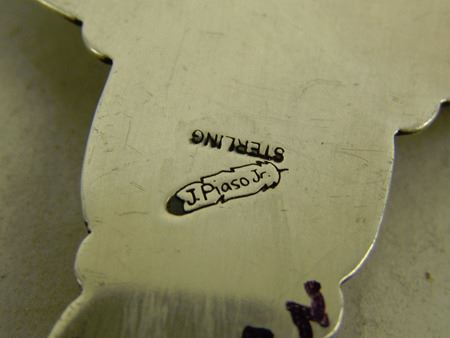 STERLING
J. Piaso Jr.
N